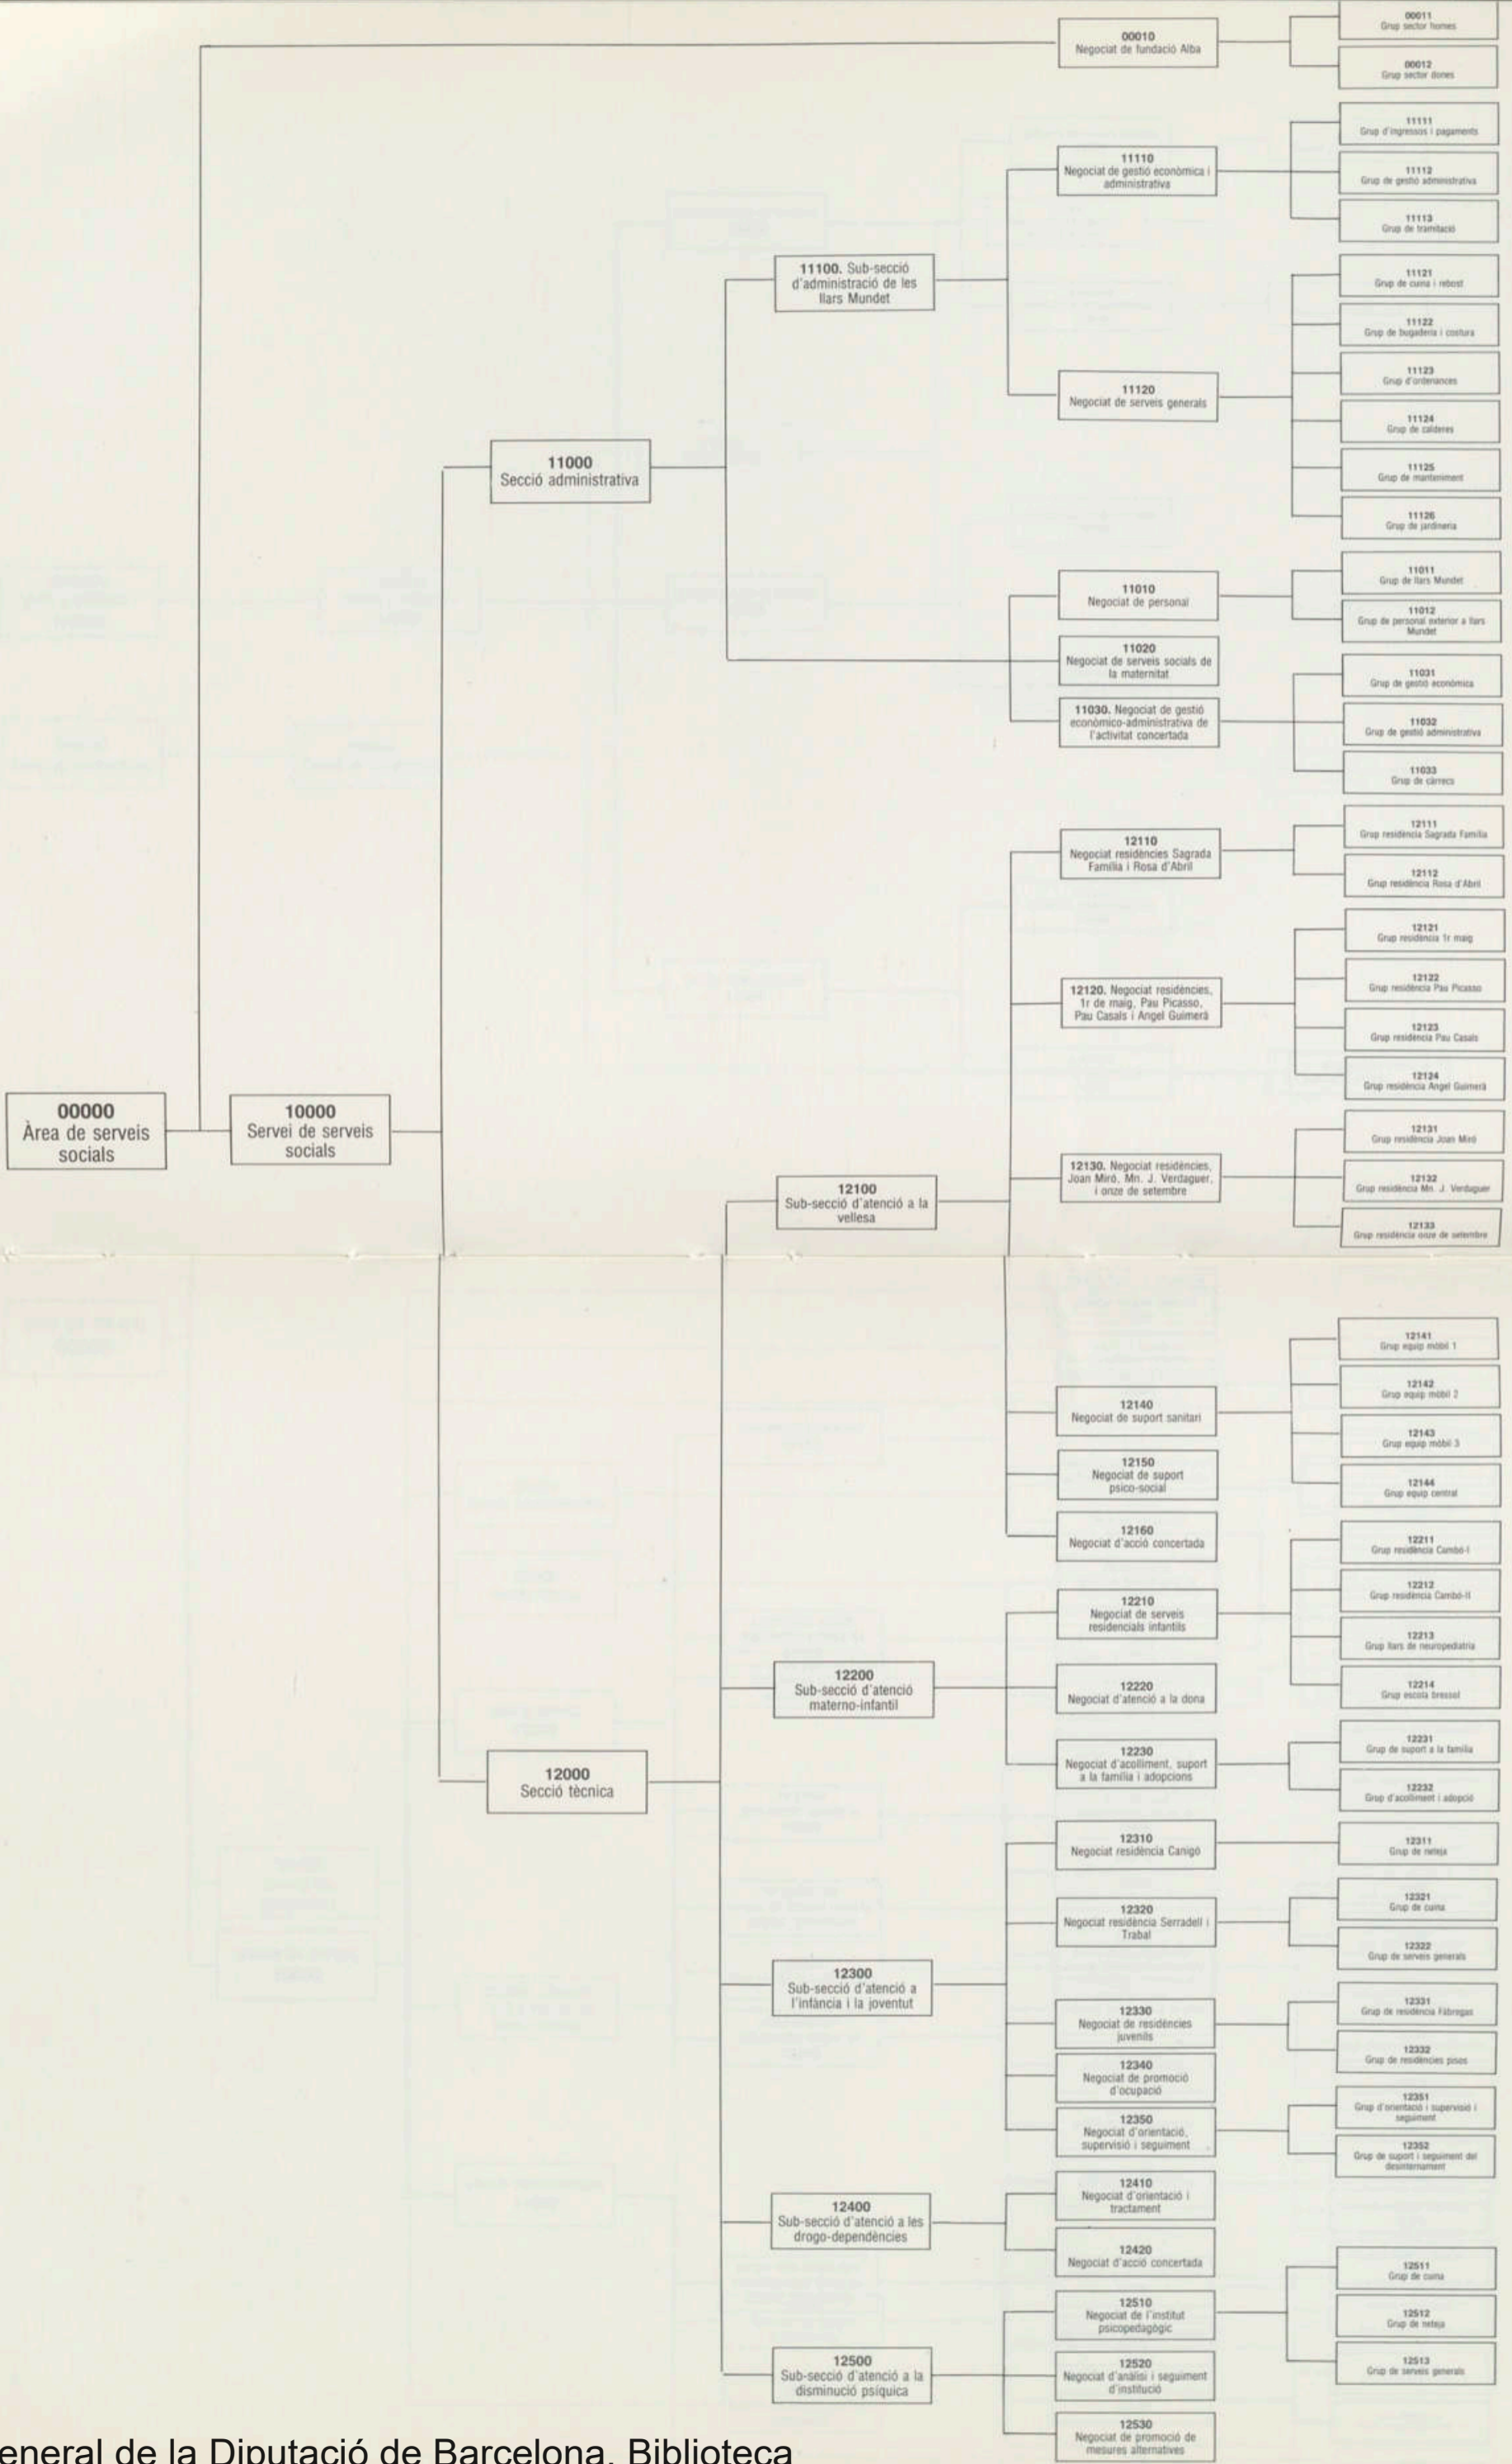 00010
Negociat de fundació Alba
00011
Grup sector homes
00012
Grup sector dones
11111
Grup d'ingressos i pagaments
11110
Negociat de gestió econòmica i
administrativa
11112
Grup de gestió administrativa
11113
Grup de tramitació
11100. Sub-secció
d'administració de les
llars Mundet
11121
Grup de cuina i rebost
11122
Grup de bugaderia i costura
11123
Grup d'ordenances
11120
Negociat de serveis generals
11124
Grup de calderes
11125
Grup de manteniment
11126
Grup de jardineria
11000
Secció administrativa
11010
Negociat de personal
11011
Grup de llars Mundet
11012
Grup de personal exterior a llars
Mundet
11020
Negociat de serveis socials de
la maternitat
11030. Negociat de gestió
econòmico-administrativa de
l'activitat concertada
11031
Grup de gestió econòmica
11032
Grup de gestió administrativa
11033
Grup de càrrecs
12110
Negociat residències Sagrada
Família i Rosa d'Abril
12111
Grup residència Sagrada Família
12112
Grup residència Rosa d'Abril
12120. Negociat residències,
1r de maig, Pau Picasso,
Pau Casals i Angel Guimerà
12121
Grup residència 1r maig
12122
Grup residència Pau Picasso
12123
Grup residència Pau Casals
12124
Grup residència Angel Guimerà
00000
Àrea de serveis
socials
10000
Servei de serveis
socials
12100
Sub-secció d'atenció a la
vellesa
12130. Negociat residències,
Joan Miró, Mn. J. Verdaguer,
i onze de setembre
12131
Grup residència Joan Miró
12132
Grup residència Mn. J. Verdaguer
12133
Grup residència onze de setembre
12140
Negociat de suport sanitari
12141
Grup equip mòbil 1
12142
Grup equip mòbil 2
12143
Grup equip mòbil 3
12144
Grup equip central
12150
Negociat de suport
psico-social
12160
Negociat d'acció concertada
12200
Sub-secció d'atenció
materno-infantil
12210
Negociat de serveis
residencials infantils
12211
Grup residència Cambó-I
12212
Grup residència Cambó-II
12213
Grup llars de neuropediatria
12214
Grup escola bressol
12220
Negociat d'atenció a la dona
12230
Negociat d'acolliment, suport
a la família i adopcions
12231
Grup de suport a la família
12232
Grup d'acolliment i adopció
12000
Secció tècnica
12310
Negociat residència Canigó
12311
Grup de neteja
12320
Negociat residència Serradell i
Trabal
12321
Grup de cuina
12322
Grup de serveis generals
12300
Sub-secció d'atenció a
l'infància i la joventut
12330
Negociat de residències
juvenils
12331
Grup de residència Fàbregas
12332
Grup de residències pisos
12340
Negociat de promoció
d'ocupació
12350
Negociat d'orientació,
supervisió i seguiment
12351
Grup d'orientació i supervisió i
seguiment
12352
Grup de suport i seguiment del
desinternament
12400
Sub-secció d'atenció a les
drogo-dependències
12410
Negociat d'orientació i
tractament
12420
Negociat d'acció concertada
12500
Sub-secció d'atenció a la
disminució psíquica
12510
Negociat de l'institut
psicopedagògic
12511
Grup de cuina
12512
Grup de neteja
12513
Grup de serveis generals
12520
Negociat d'anàlisi i seguiment
d'institució
12530
Negociat de promoció de
mesures alternatives
eneral de la Diputació de Barcelona. Biblioteca